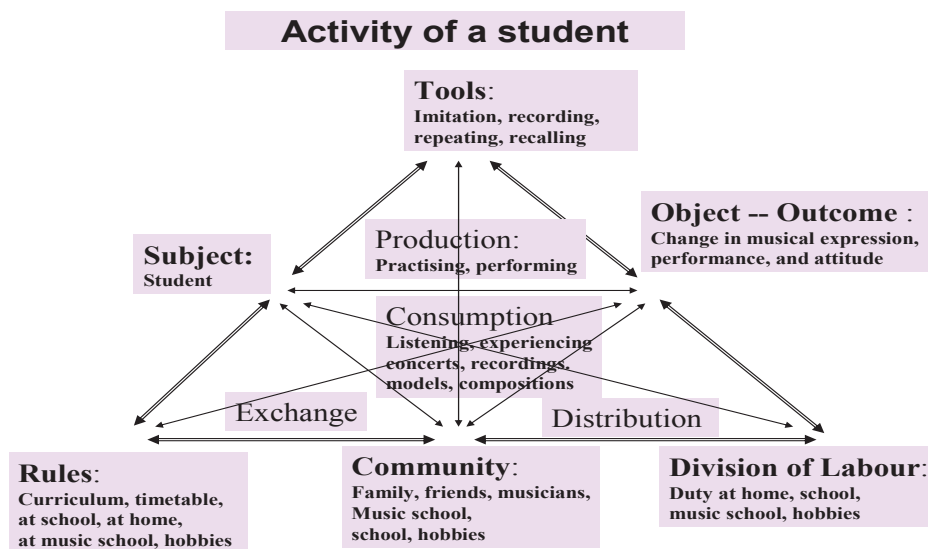 Activity of a student
Tools:
Imitation, recording,
repeating, recalling
Object -- Outcome :
Change in musical expression,
performance, and attitude
Subject:
Student
Production:
Practising, performing
Consumption
Listening, experiencing
concerts, recordings.
models, compositions
Exchange
Distribution
Rules:
Curriculum, timetable,
at school, at home,
at music school, hobbies
Community:
Family, friends, musicians,
Music school,
school, hobbies
Division of Labour:
Duty at home, school,
music school, hobbies